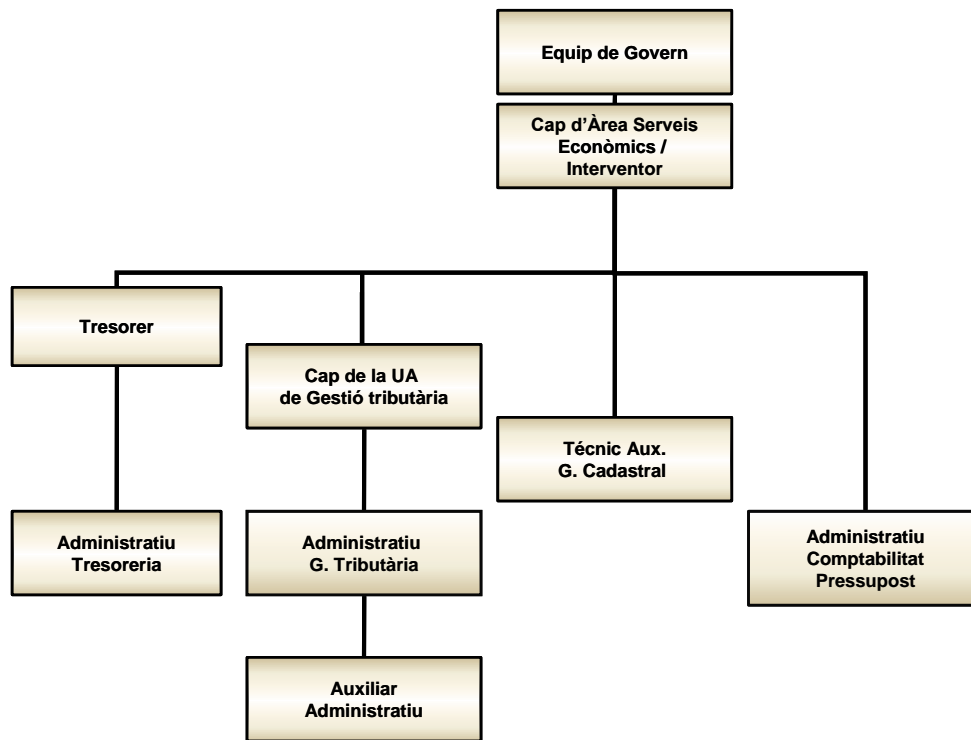 Equip de Govern
Cap d’Àrea Serveis
Econòmics /
Interventor
Tresorer
Cap de la UA
de Gestió tributària
Técnic Aux.
G. Cadastral
Administratiu
Tresoreria
Administratiu
G. Tributària
Administratiu
Comptabilitat
Pressupost
Auxiliar
Administratiu